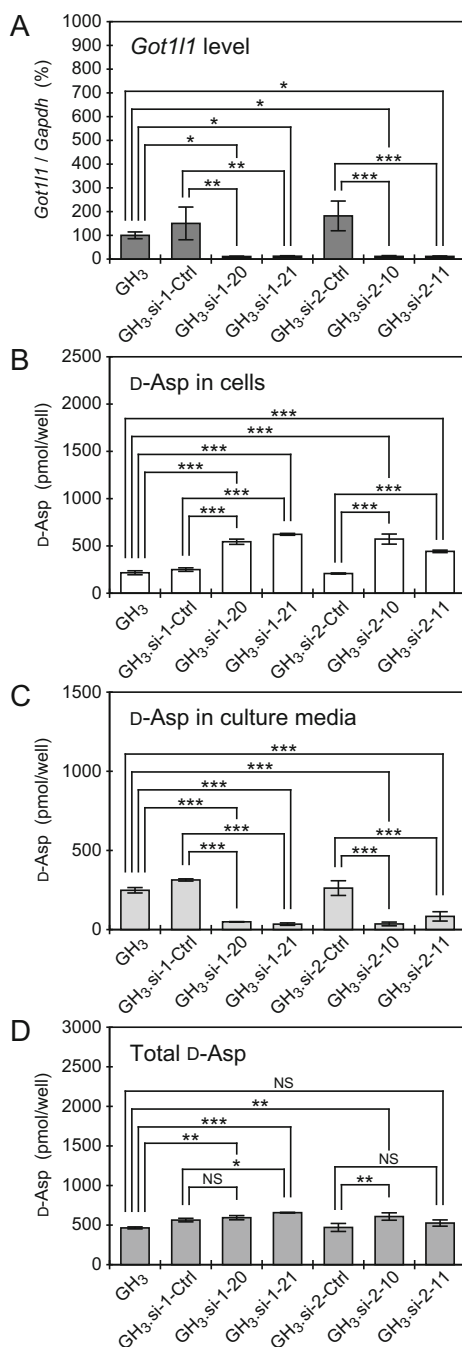 A
Got1l1 level
Got1l1 / Gapdh (%)
1000
900
800
700
600
500
400
300
200
100
0
*
*
*
*
** ***
** ***
GH3
GH3.si-1-Ctrl
GH3.si-1-20
GH3.si-1-21
GH3.si-2-Ctrl
GH3.si-2-10
GH3.si-2-11
B
D-Asp in cells
D-Asp (pmol/well)
2500
2000
1500
1000
500
0
***
***
***
***
*** ***
*** ***
GH3
GH3.si-1-Ctrl
GH3.si-1-20
GH3.si-1-21
GH3.si-2-Ctrl
GH3.si-2-10
GH3.si-2-11
C
D-Asp in culture media
D-Asp (pmol/well)
1500
1000
500
0
***
***
***
***
*** ***
*** ***
GH3
GH3.si-1-Ctrl
GH3.si-1-20
GH3.si-1-21
GH3.si-2-Ctrl
GH3.si-2-10
GH3.si-2-11
D
Total D-Asp
D-Asp (pmol/well)
3000
2500
2000
1500
1000
500
0
NS
**
***
**
* NS
NS **
GH3
GH3.si-1-Ctrl
GH3.si-1-20
GH3.si-1-21
GH3.si-2-Ctrl
GH3.si-2-10
GH3.si-2-11